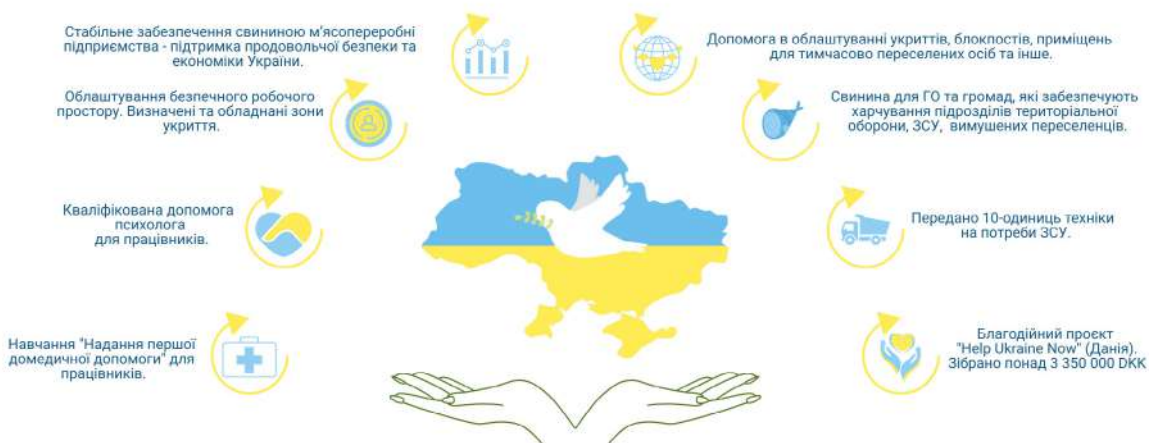 Стабільне забезпечення свининою м'ясопереробні
підприємства - підтримка продовольчої безпеки та
економіки України.
Облаштування безпечного робочого
простору. Визначені та обладнані зони
укриття.
Кваліфікована допомога
психолога
для працівників.
Навчання "Надання першої
домедичної допомоги" для
працівників.
Допомога в облаштуванні укриттів, блокпостів, приміщень
для тимчасово переселених осіб та інше.
Свинина для ГО та громад, які забезпечують
харчування підрозділів територіальної
оборони, ЗСУ, вимушених переселенців.
Передано 10-одиниць техніки
на потреби ЗСУ.
Благодійний проєкт
"Help Ukraine Now" (Данія).
Зібрано понад 3 350 000 DKK